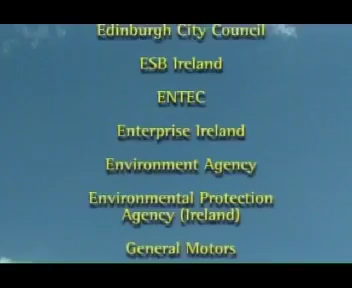 Edinburgh City Council
ESB Ireland
ENTEC
Enterprise Ireland
Environment Agency
Environmental Protection
Agency (Ireland)
General Motors